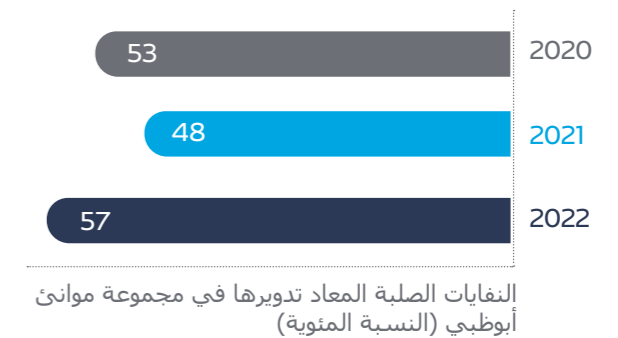 2020 53
2021 48
2022 57
النفايات الصلبة المعاد تدويرها في مجموعة موانئ
أبوظبي (النسبة المئوية)